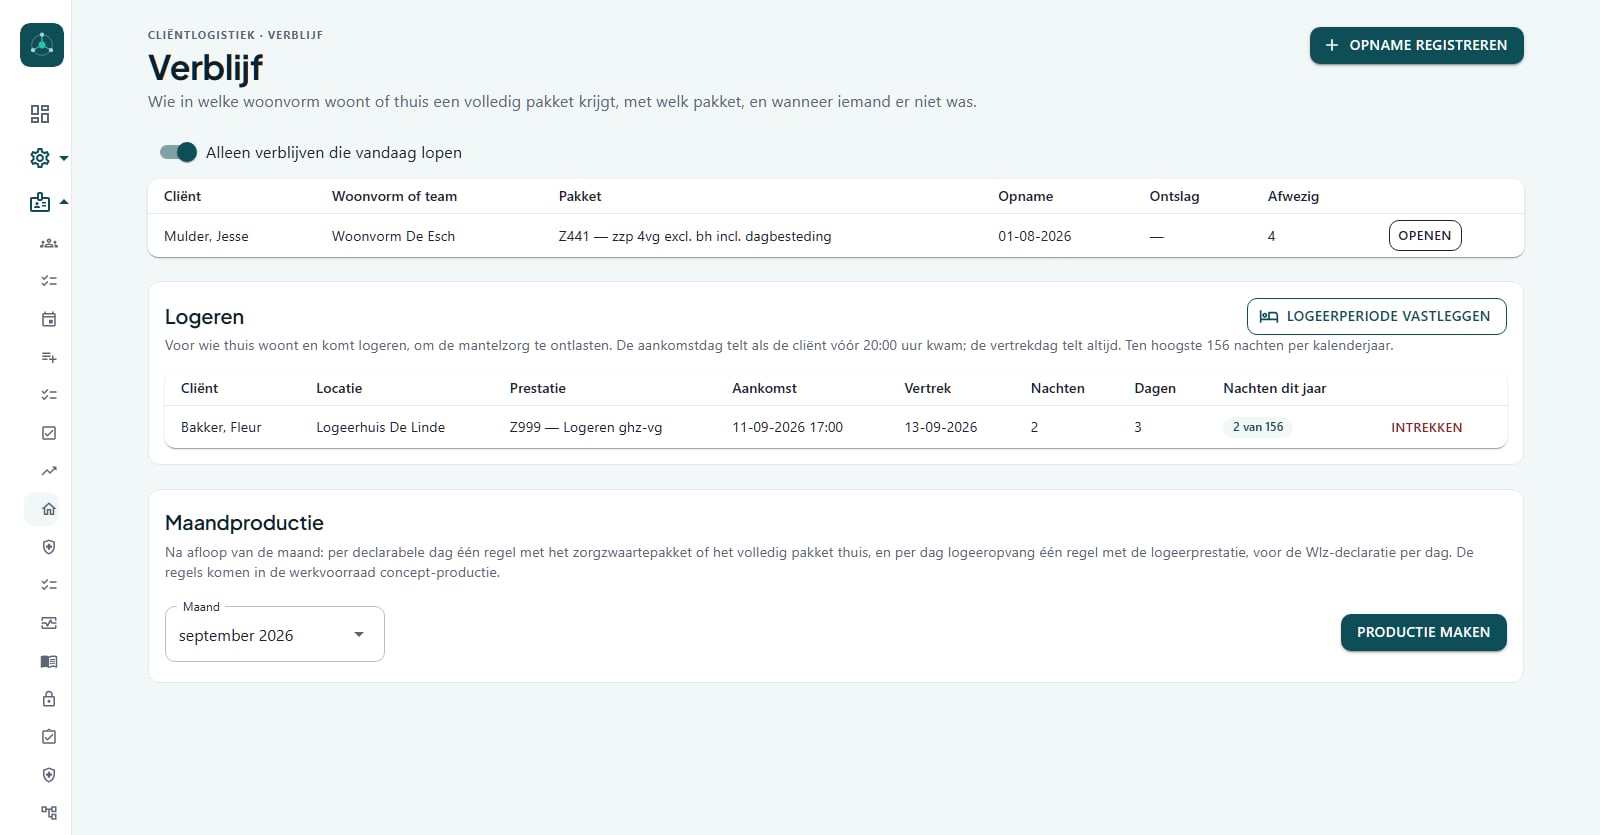 CLIËNTLOGISTIEK · VERBLIJF
Verblijf
Wie in welke woonvorm woont of thuis een volledig pakket krijgt, met welk pakket, en wanneer iemand er niet was.
OPNAME REGISTREREN
Alleen verblijven die vandaag lopen
Cliënt Woonvorm of team Pakket Opname Ontslag Afwezig
Mulder, Jesse Woonvorm De Esch Z441 — zzp 4vg excl. bh incl. dagbesteding 01-08-2026 — 4 OPENEN
Logeren
LOGEERPERIODE VASTLEGGEN
Voor wie thuis woont en komt logeren, om de mantelzorg te ontlasten. De aankomstdag telt als de cliënt vóór 20:00 uur kwam; de vertrekdag telt altijd. Ten hoogste 156 nachten per kalenderjaar.
Cliënt Locatie Prestatie Aankomst Vertrek Nachten Dagen Nachten dit jaar
Bakker, Fleur Logeerhuis De Linde Z999 — Logeren ghz-vg 11-09-2026 17:00 13-09-2026 2 3 2 van 156 INTREKKEN
Maandproductie
Na afloop van de maand: per declarabele dag één regel met het zorgzwaartepakket of het volledig pakket thuis, en per dag logeeropvang één regel met de logeerprestatie, voor de Wlz-declaratie per dag. De
regels komen in de werkvoorraad concept-productie.
Maand
september 2026
PRODUCTIE MAKEN